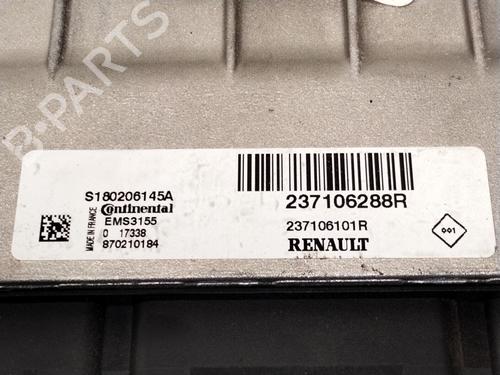 B-PARTS
S180206145A
Continental
EMS3155
0 17338
870210184
MADE IN FRANCE
237106288R
237106101R
RENAULT
001